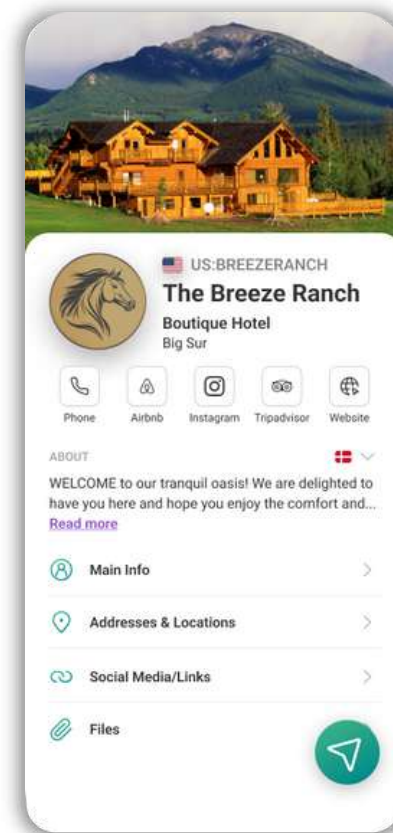 US:BREEZERANCH
The Breeze Ranch
Boutique Hotel
Big Sur
Phone Airbnb Instagram Tripadvisor Website
ABOUT
WELCOME to our tranquil oasis! We are delighted to
have you here and hope you enjoy the comfort and...
Read more
Main Info
Addresses & Locations
Social Media/Links
Files